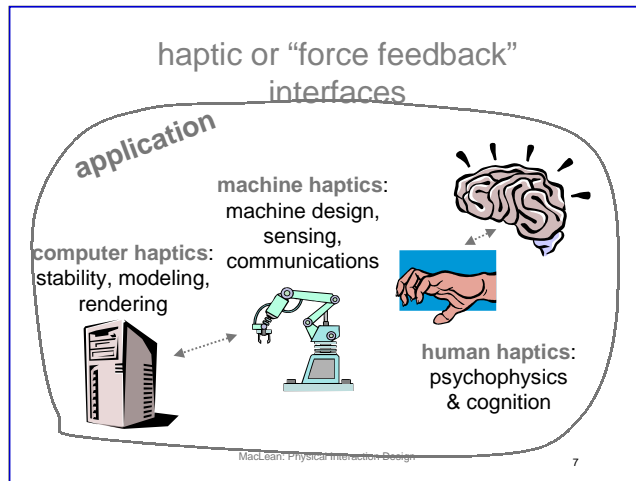 haptic or “force feedback”
interfaces
application
machine haptics:
machine design,
sensing,
communications
computer haptics:
stability, modeling,
rendering
human haptics:
psychophysics
& cognition
MacLean: Physical Interaction Design
7